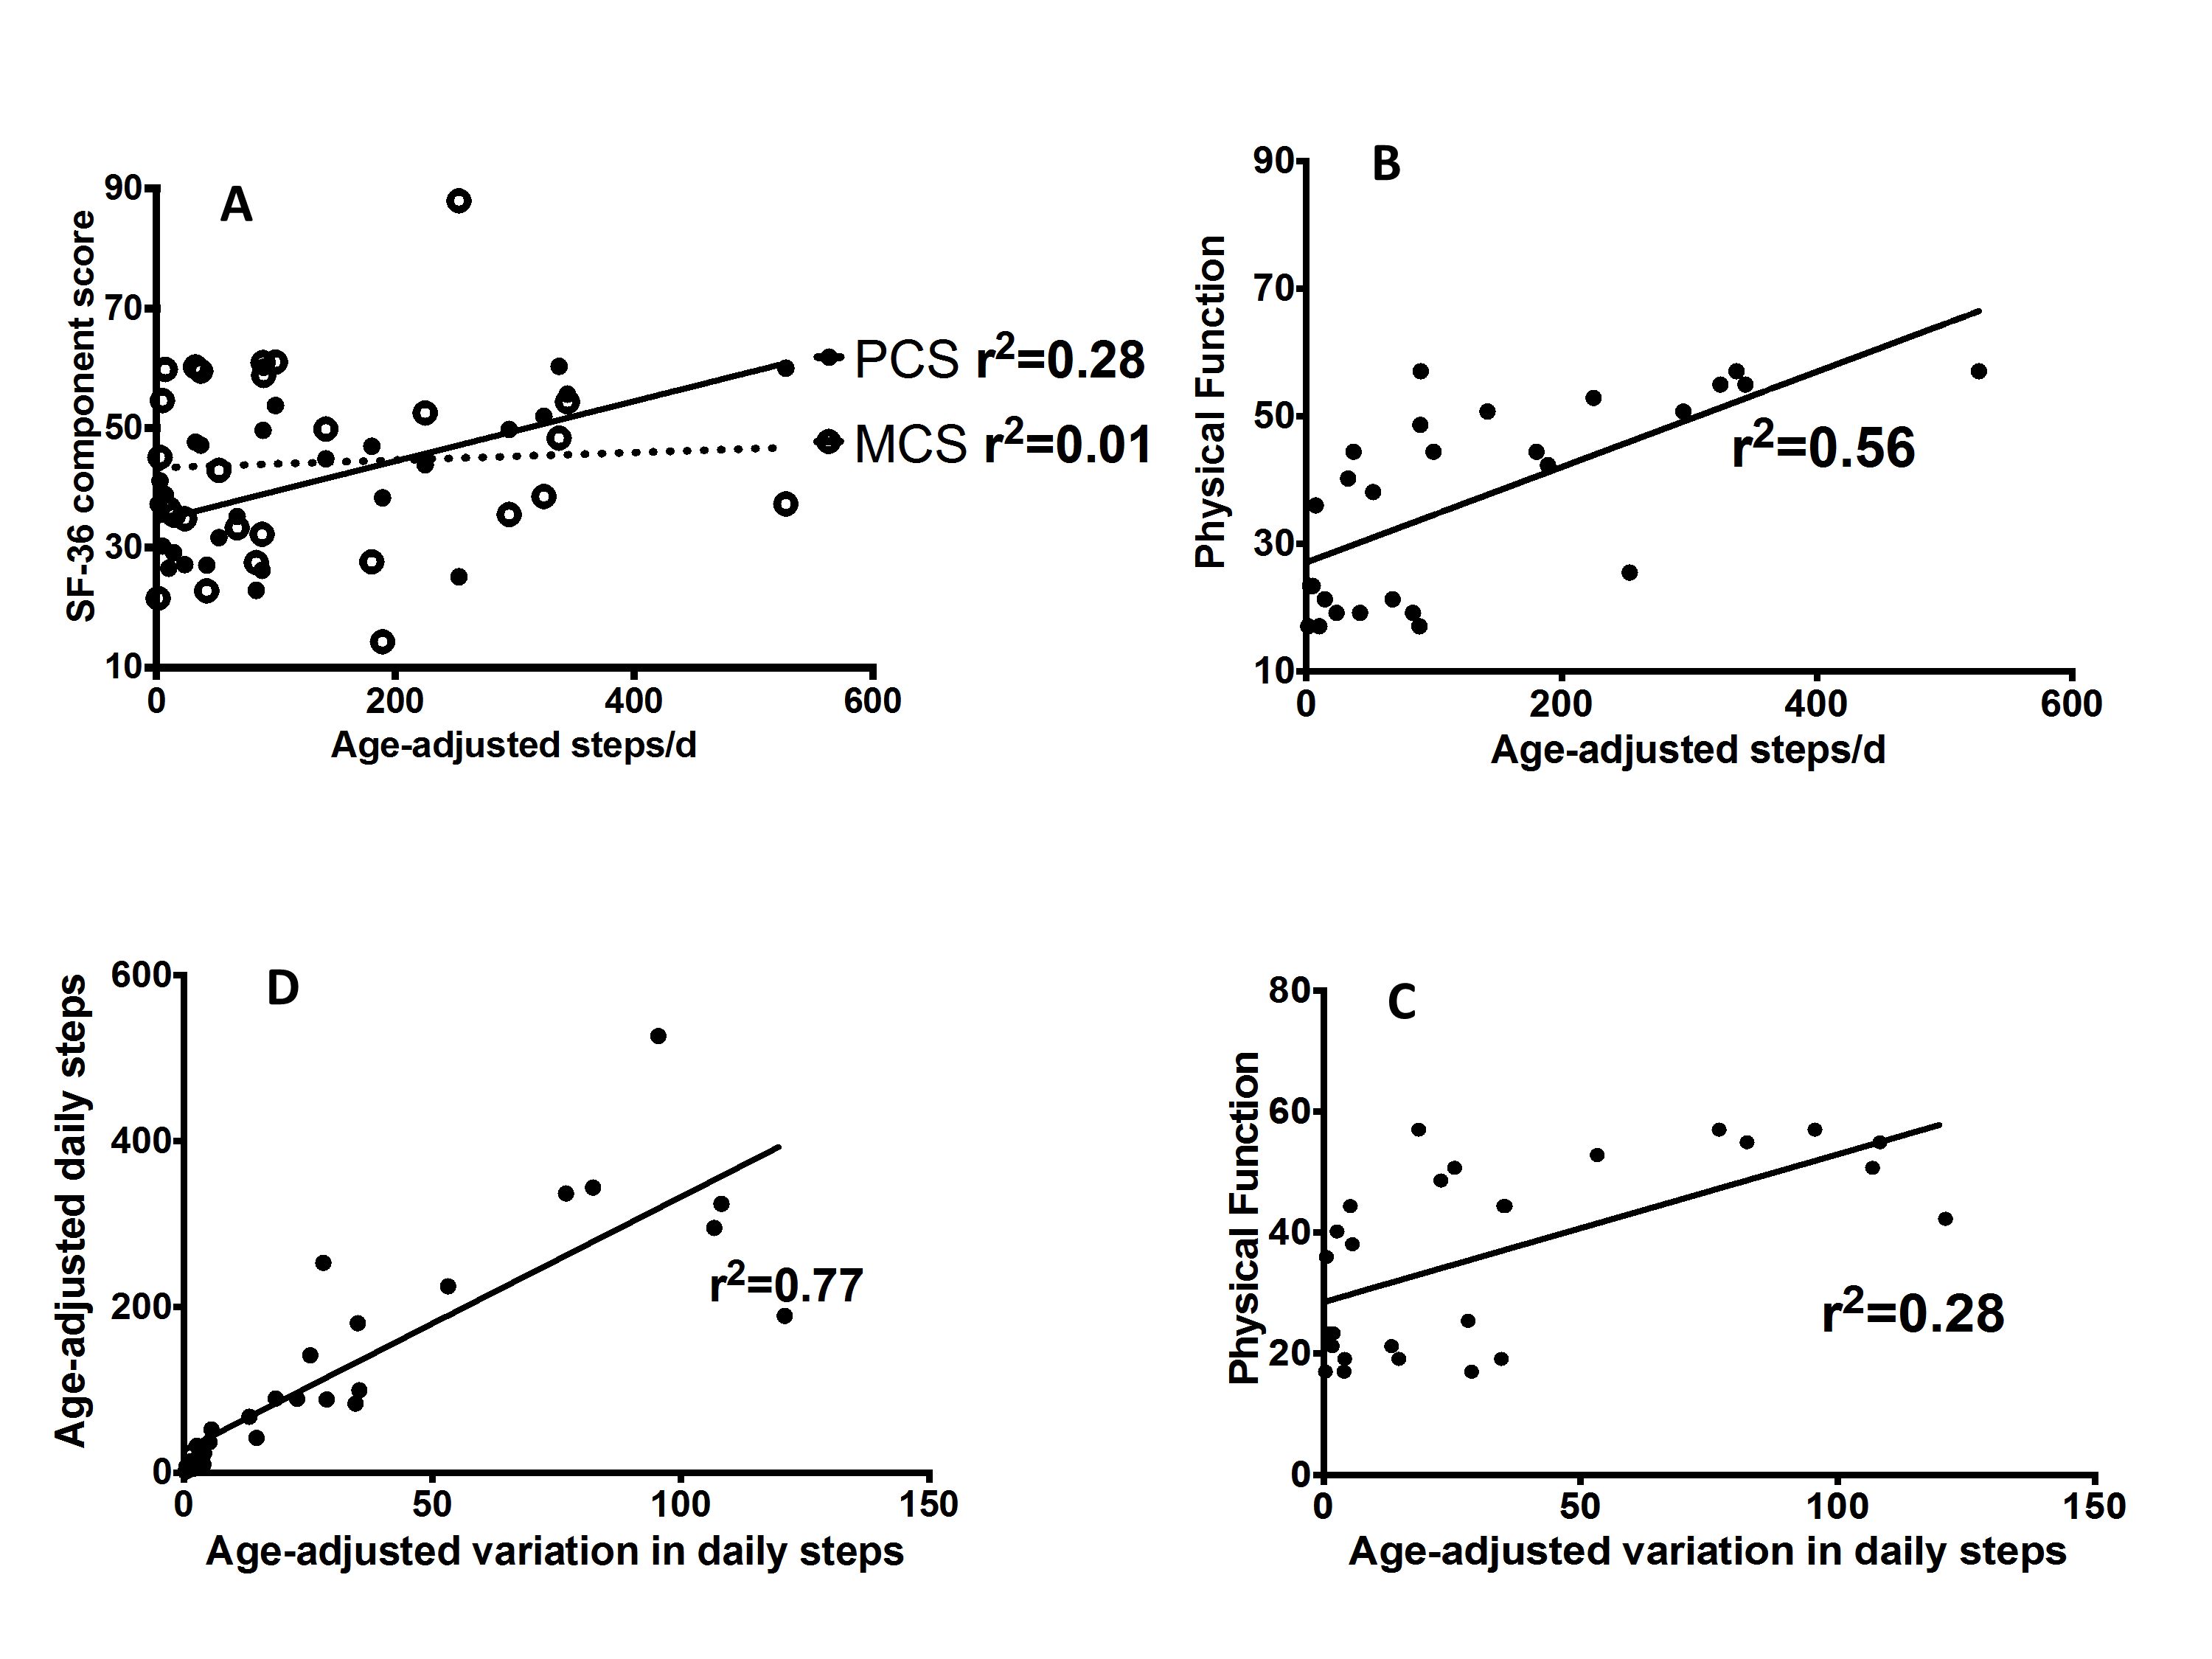 A
SF-36 component score
90
70
50
30
10
0 200 400 600
Age-adjusted steps/d
PCS r²=0.28
MCS r²=0.01
B
Physical Function
90
70
50
30
10
0 200 400 600
Age-adjusted steps/d
r²=0.56
D
Age-adjusted daily steps
600
400
200
0
0 50 100 150
Age-adjusted variation in daily steps
r²=0.77
C
Physical Function
80
60
40
20
0
0 50 100 150
Age-adjusted variation in daily steps
r²=0.28